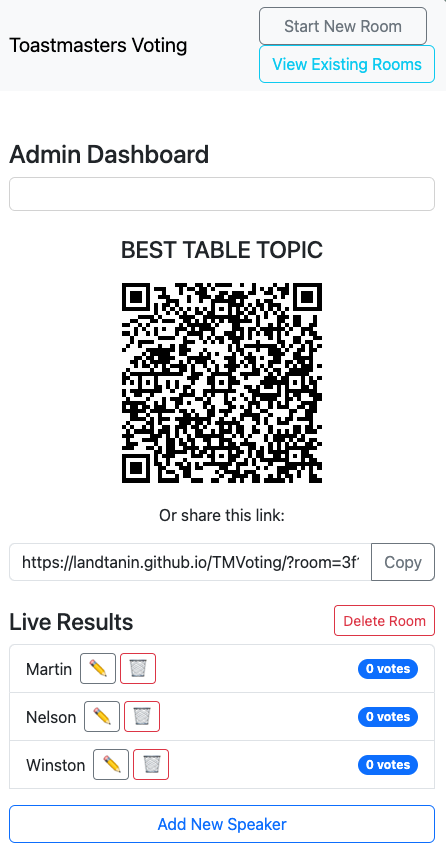 Toastmasters Voting
Start New Room
View Existing Rooms
Admin Dashboard
BEST TABLE TOPIC
Or share this link:
https://landtanin.github.io/TMVoting/?room=3f
Copy
Live Results
Delete Room
Martin
0 votes
Nelson
0 votes
Winston
0 votes
Add New Speaker